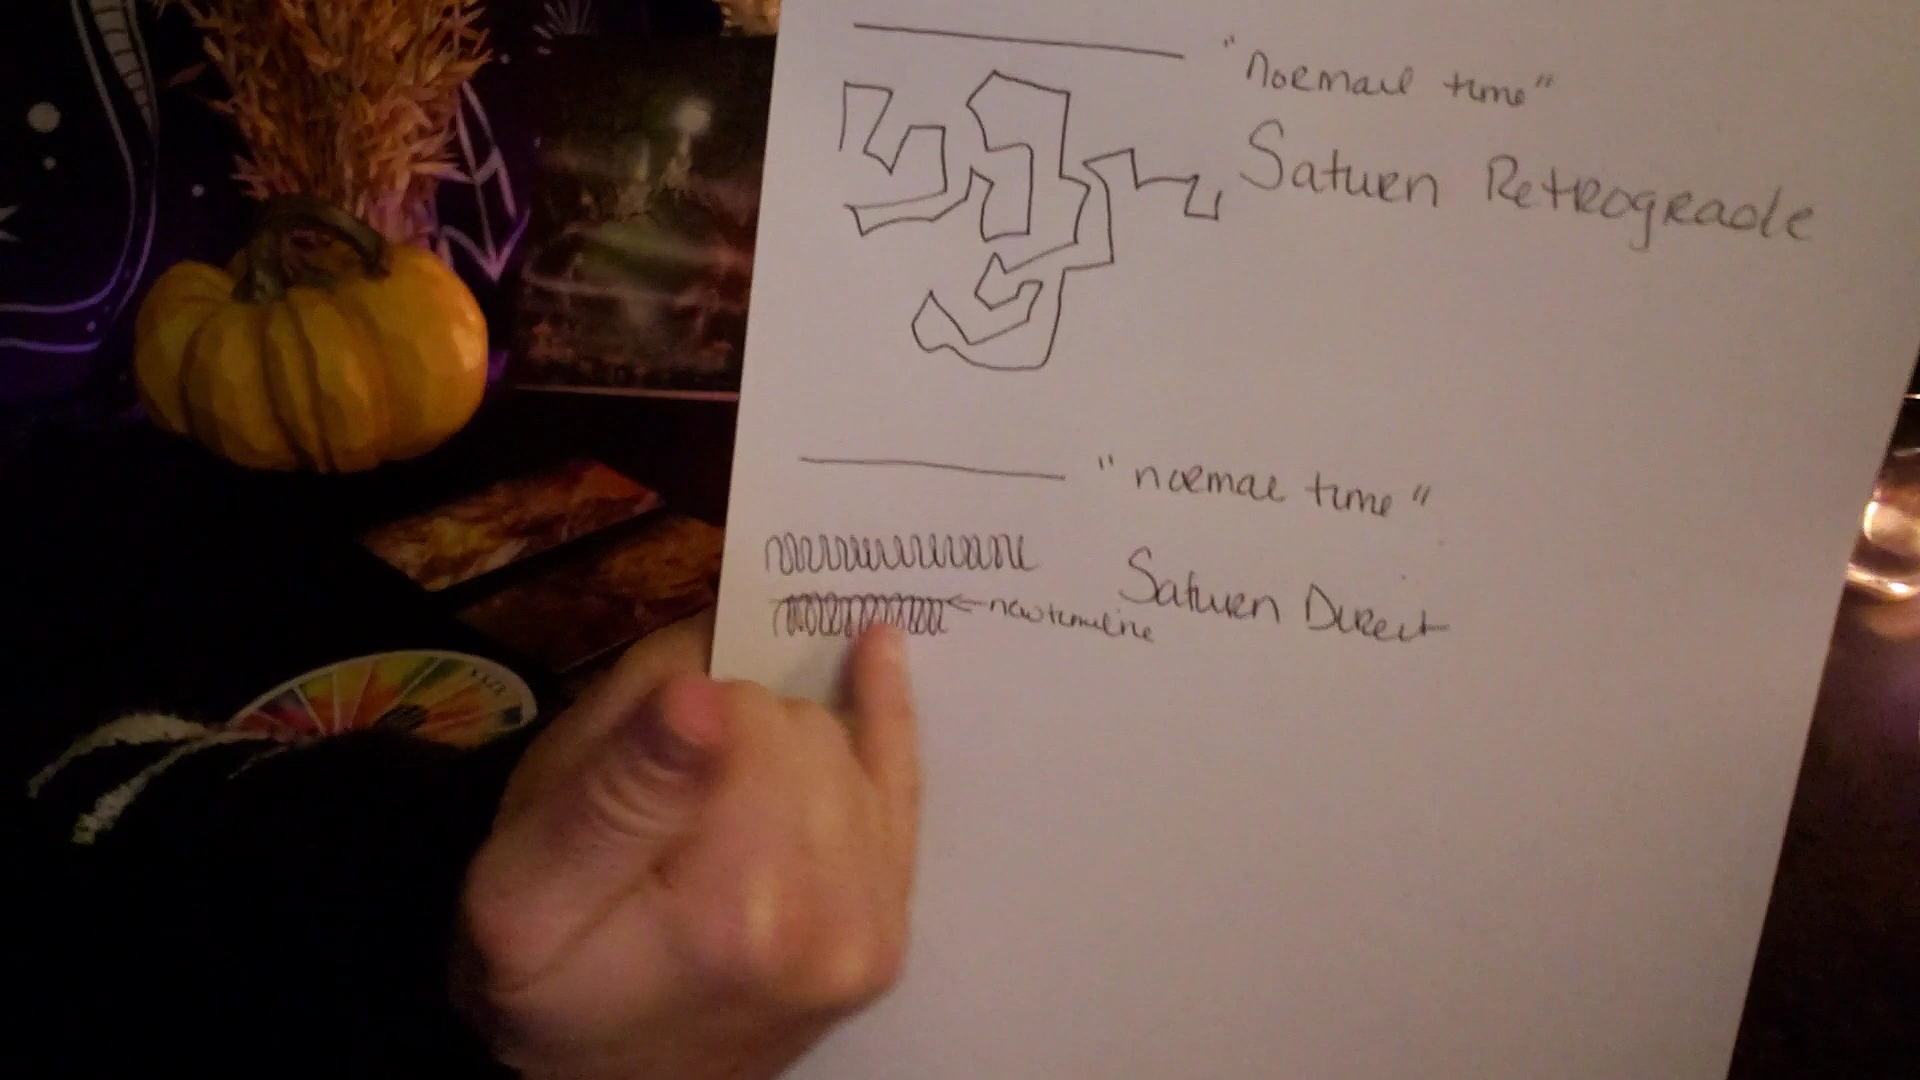 "normal time"
Saturn Retrograde
"normal time"
Saturn Direct
new timeline